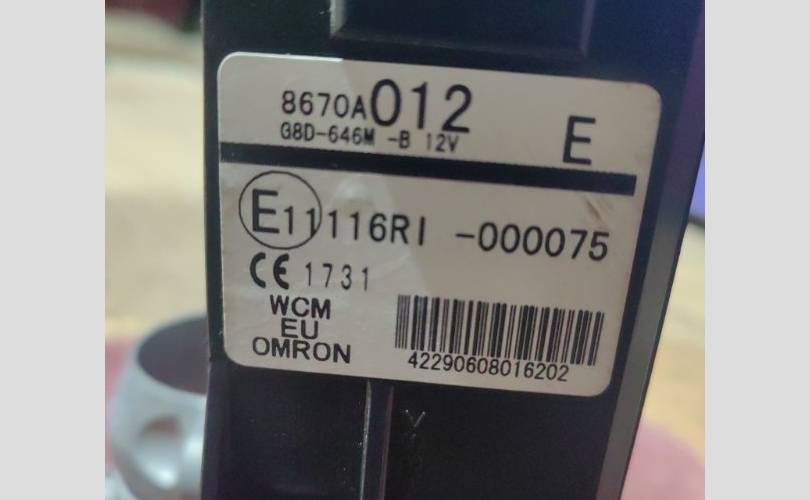 8670A012
G8D-646M -B 12V
E
E11 116RI -000075
CE 1731
WCM
EU
OMRON
42290608016202